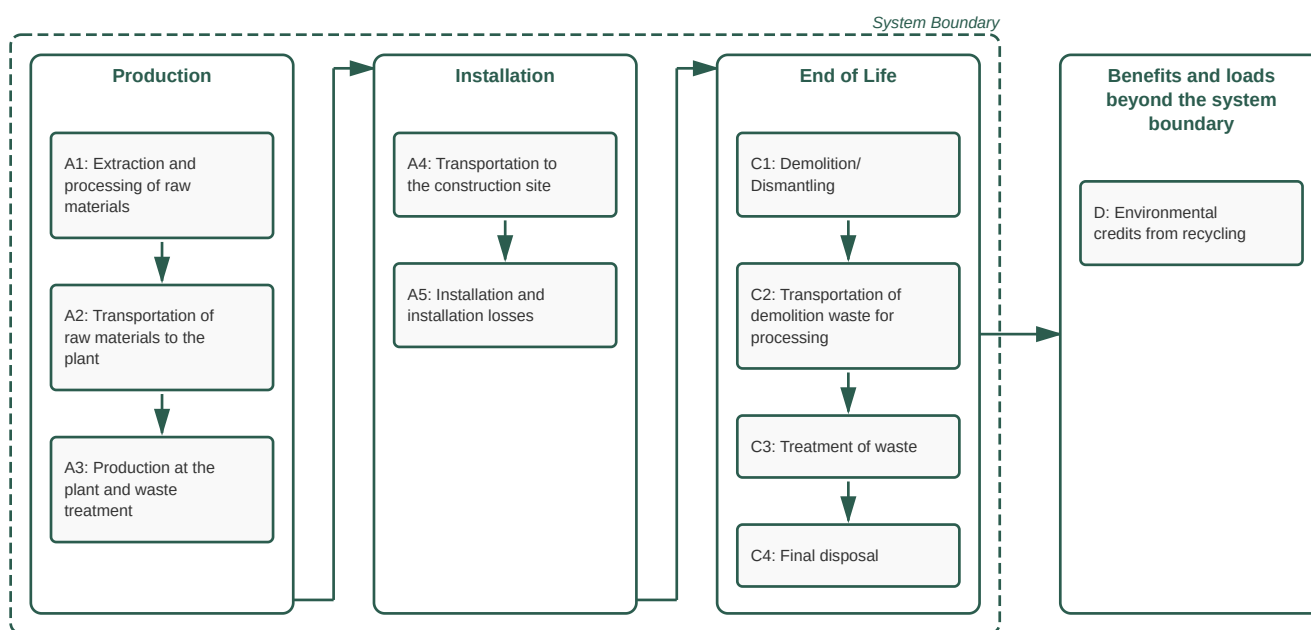 System Boundary
Production
A1: Extraction and
processing of raw
materials
A2: Transportation of
raw materials to the
plant
A3: Production at the
plant and waste
treatment
Installation
A4: Transportation to
the construction site
A5: Installation and
installation losses
End of Life
C1: Demolition/
Dismantling
C2: Transportation of
demolition waste for
processing
C3: Treatment of waste
C4: Final disposal
Benefits and loads
beyond the system
boundary
D: Environmental
credits from recycling